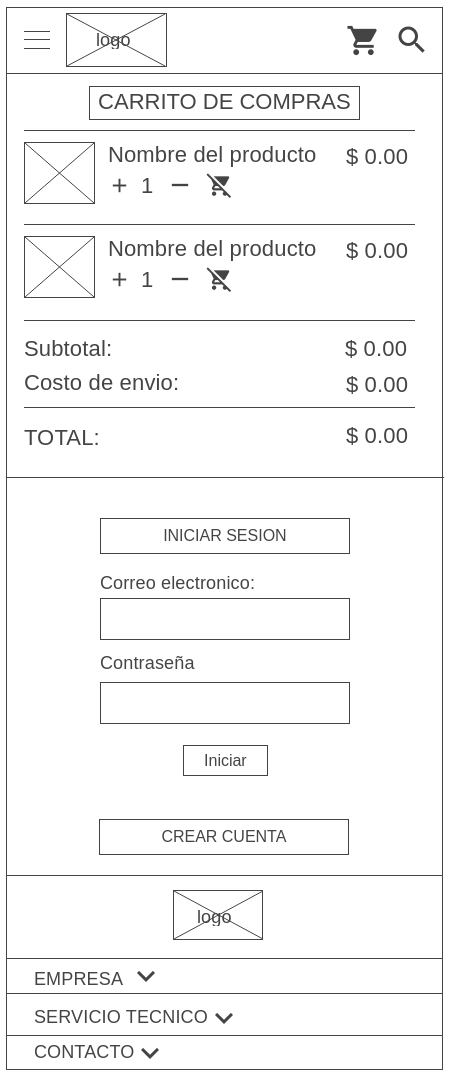 logo
CARRITO DE COMPRAS
Nombre del producto $ 0.00
+ 1 −
Nombre del producto $ 0.00
+ 1 −
Subtotal: $ 0.00
Costo de envio: $ 0.00
TOTAL: $ 0.00
INICIAR SESION
Correo electronico:
Contraseña
Iniciar
CREAR CUENTA
logo
EMPRESA
SERVICIO TECNICO
CONTACTO